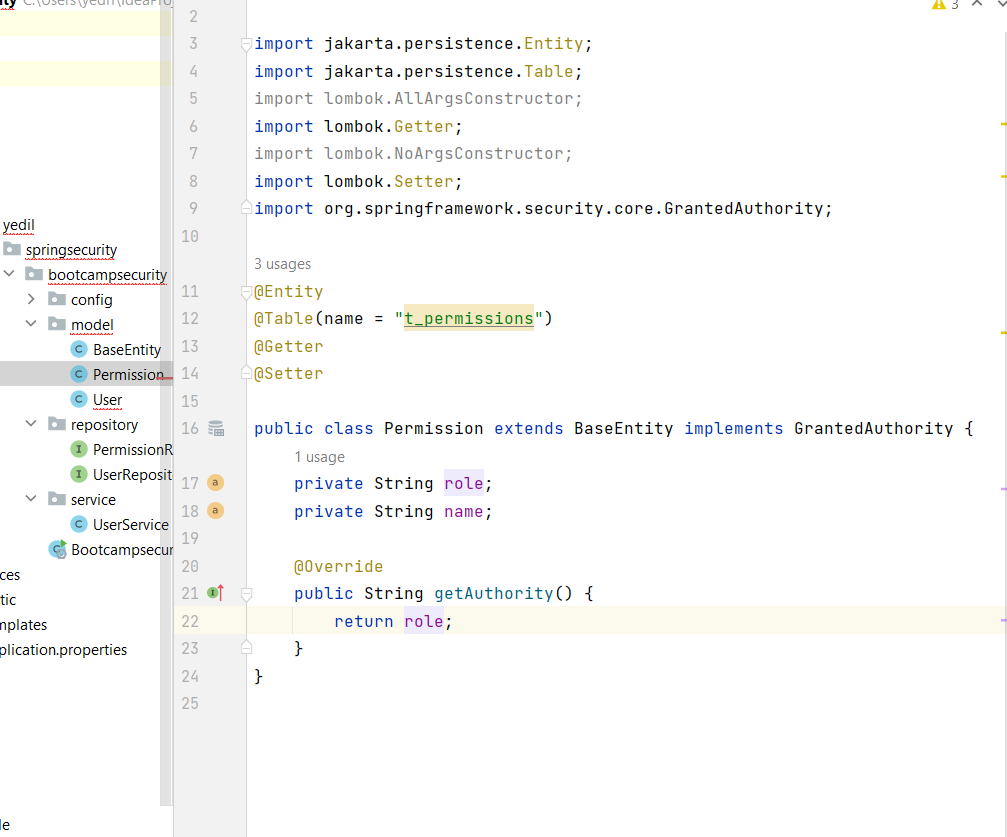 3
2
3 import jakarta.persistence.Entity;
4 import jakarta.persistence.Table;
5 import lombok.AllArgsConstructor;
6 import lombok.Getter;
7 import lombok.NoArgsConstructor;
8 import lombok.Setter;
9 import org.springframework.security.core.GrantedAuthority;
10
3 usages
11 @Entity
12 @Table(name = "t_permissions")
13 @Getter
14 @Setter
15
16 public class Permission extends BaseEntity implements GrantedAuthority {
1 usage
17 private String role;
18 private String name;
19
20 @Override
21 public String getAuthority() {
22 return role;
23 }
24 }
25
yedil
springsecurity
bootcampsecurity
config
model
BaseEntity
Permission
User
repository
PermissionR
UserReposit
service
UserService
Bootcampsecur
ces
tic
mplates
plication.properties
le